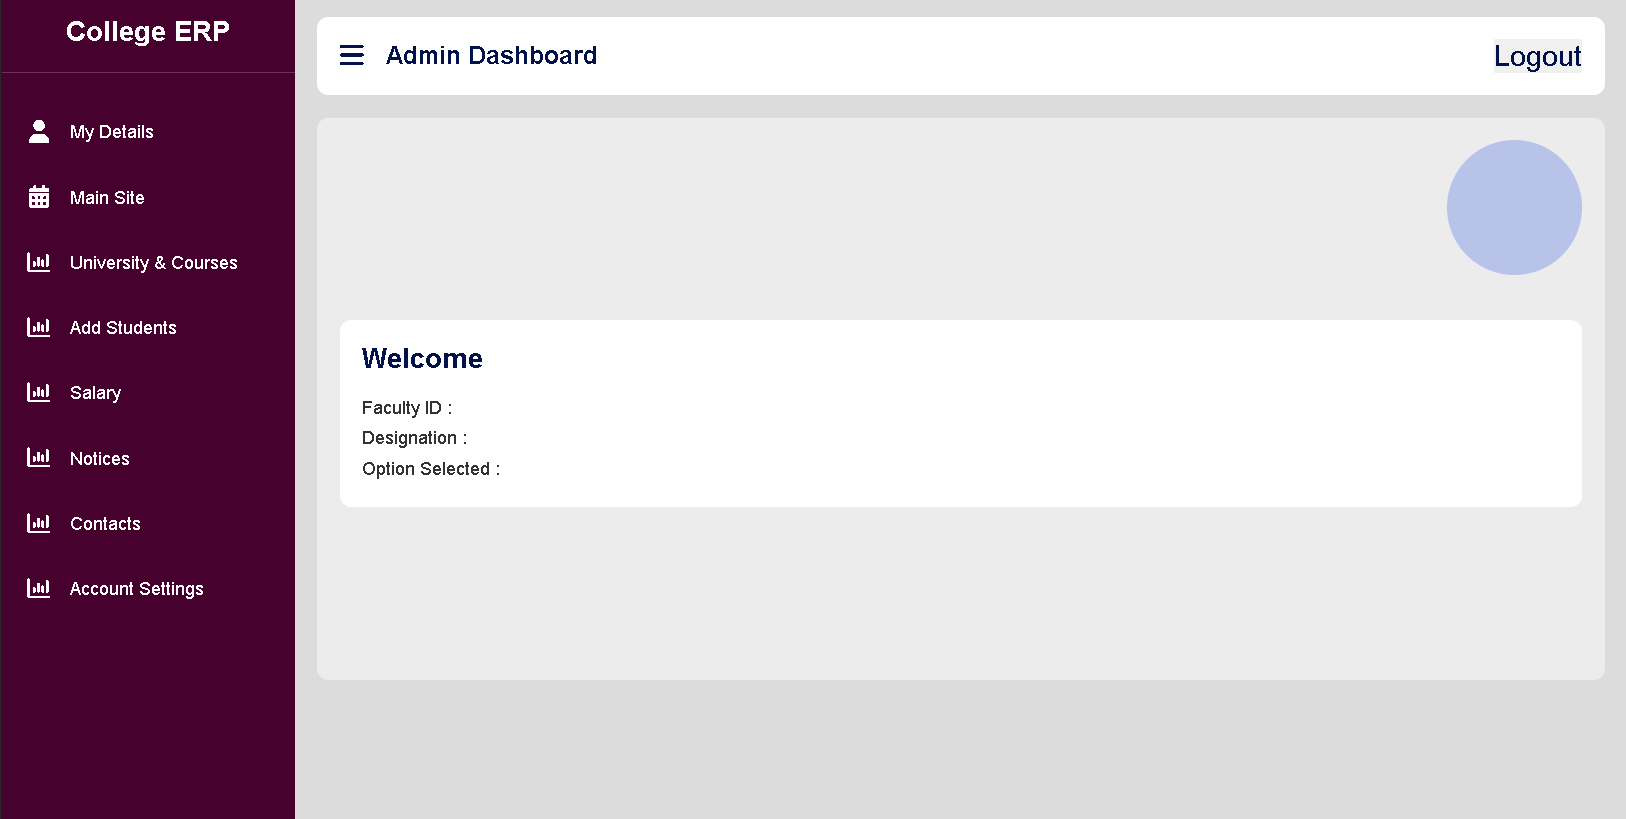 College ERP
Admin Dashboard
Logout
My Details
Main Site
University & Courses
Add Students
Salary
Notices
Contacts
Account Settings
Welcome
Faculty ID :
Designation :
Option Selected :